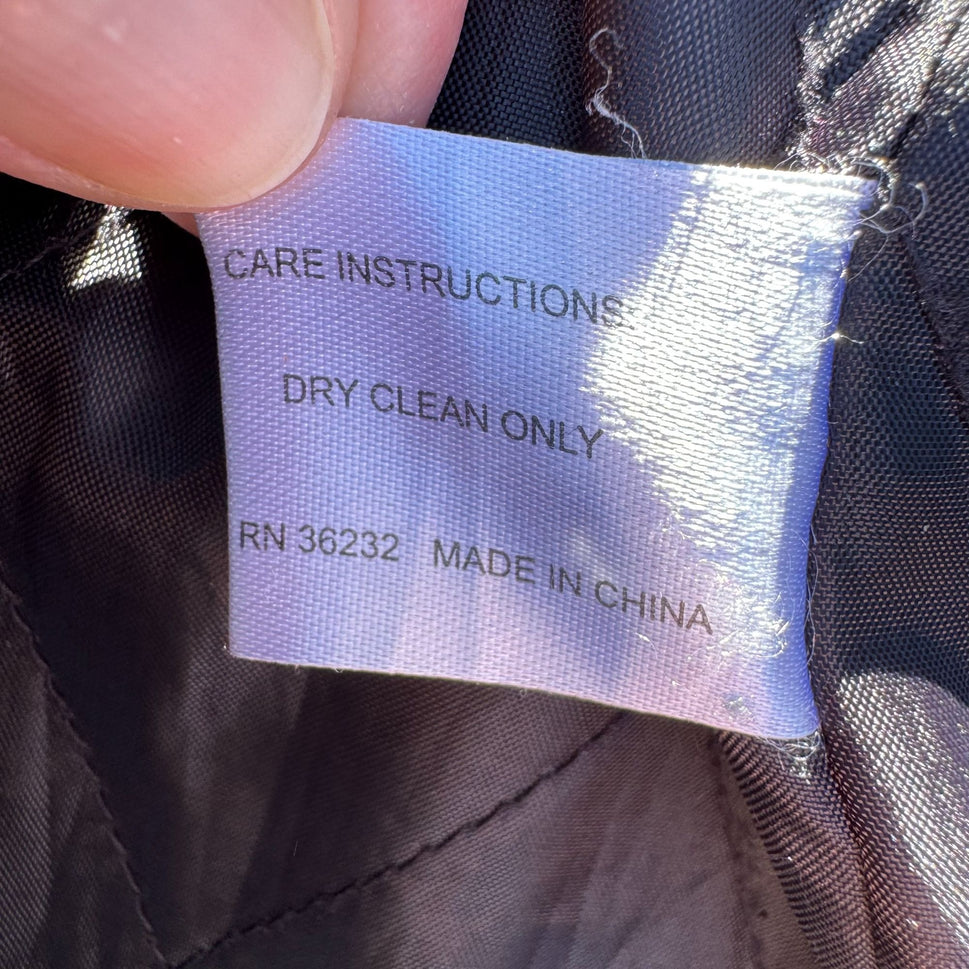 CARE INSTRUCTIONS:
DRY CLEAN ONLY
RN 36232 MADE IN CHINA